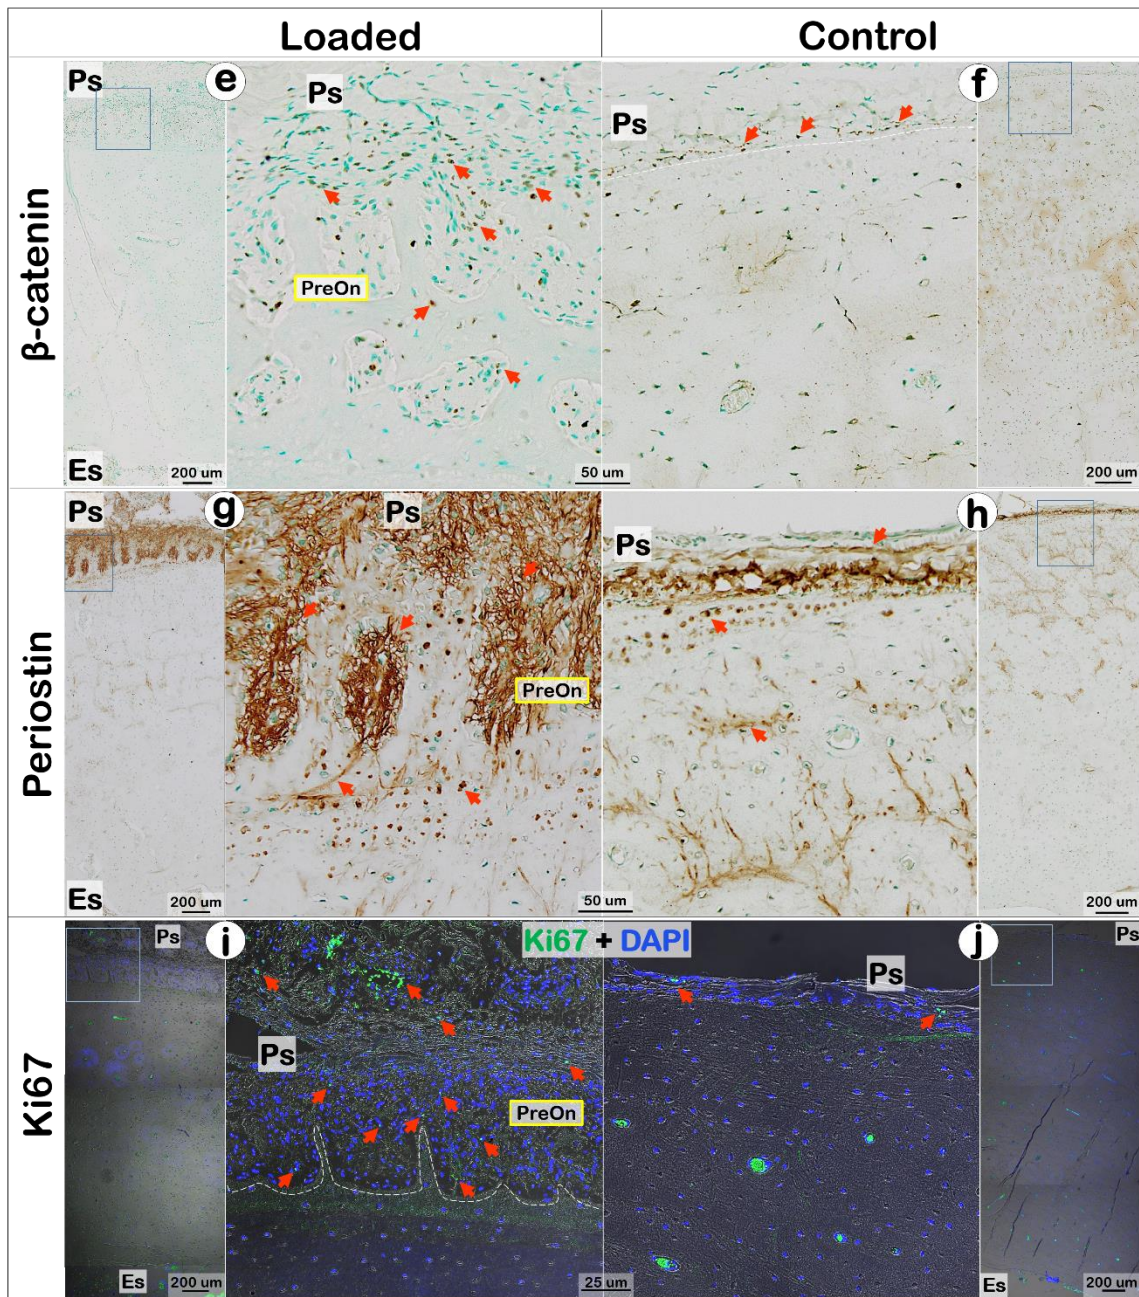 Loaded
Control
β-catenin
Ps
e
Ps
PreOn
Es
200 um
50 um
Ps
f
200 um
Periostin
Ps
g
Ps
PreOn
Es
200 um
50 um
Ps
h
200 um
Ki67
Ki67 + DAPI
Ps
i
Ps
PreOn
Es
200 um
25 um
Ps
j
Ps
Es
200 um